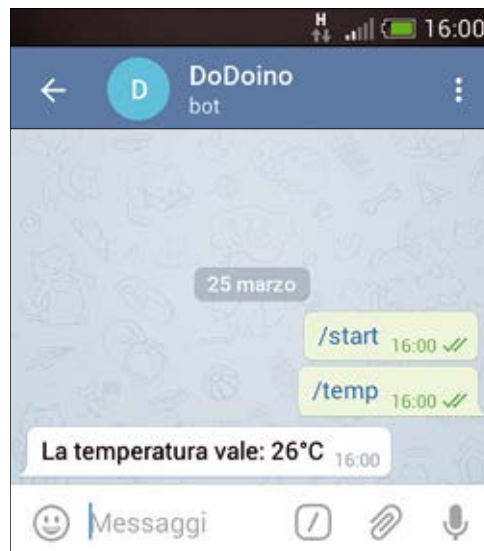 H
16:00
D
DoDoino
bot
25 marzo
/start 16:00
/temp 16:00
La temperatura vale: 26°C 16:00
Messaggi
/